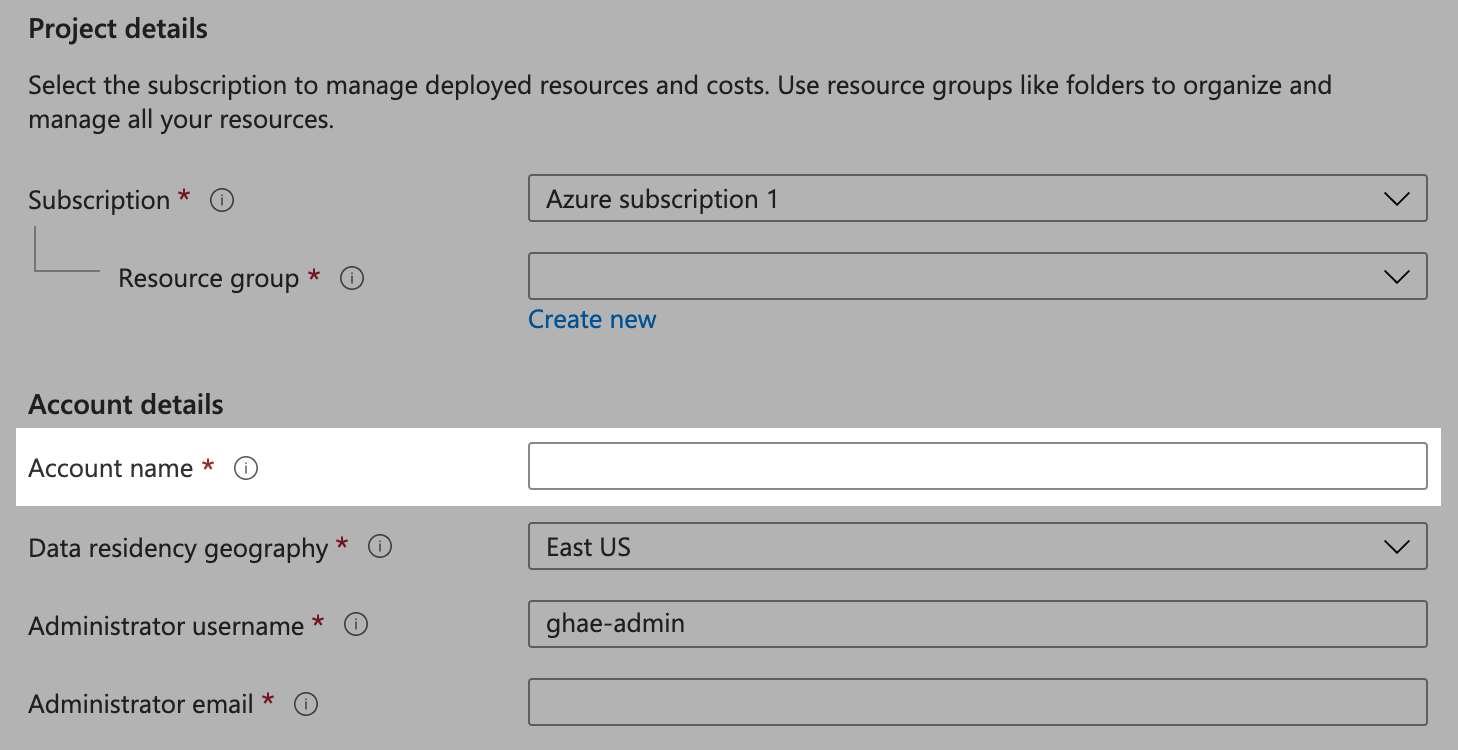 Project details
Select the subscription to manage deployed resources and costs. Use resource groups like folders to organize and
manage all your resources.
Subscription *
Azure subscription 1
Resource group *
Create new
Account details
Account name *
Data residency geography *
East US
Administrator username *
ghae-admin
Administrator email *